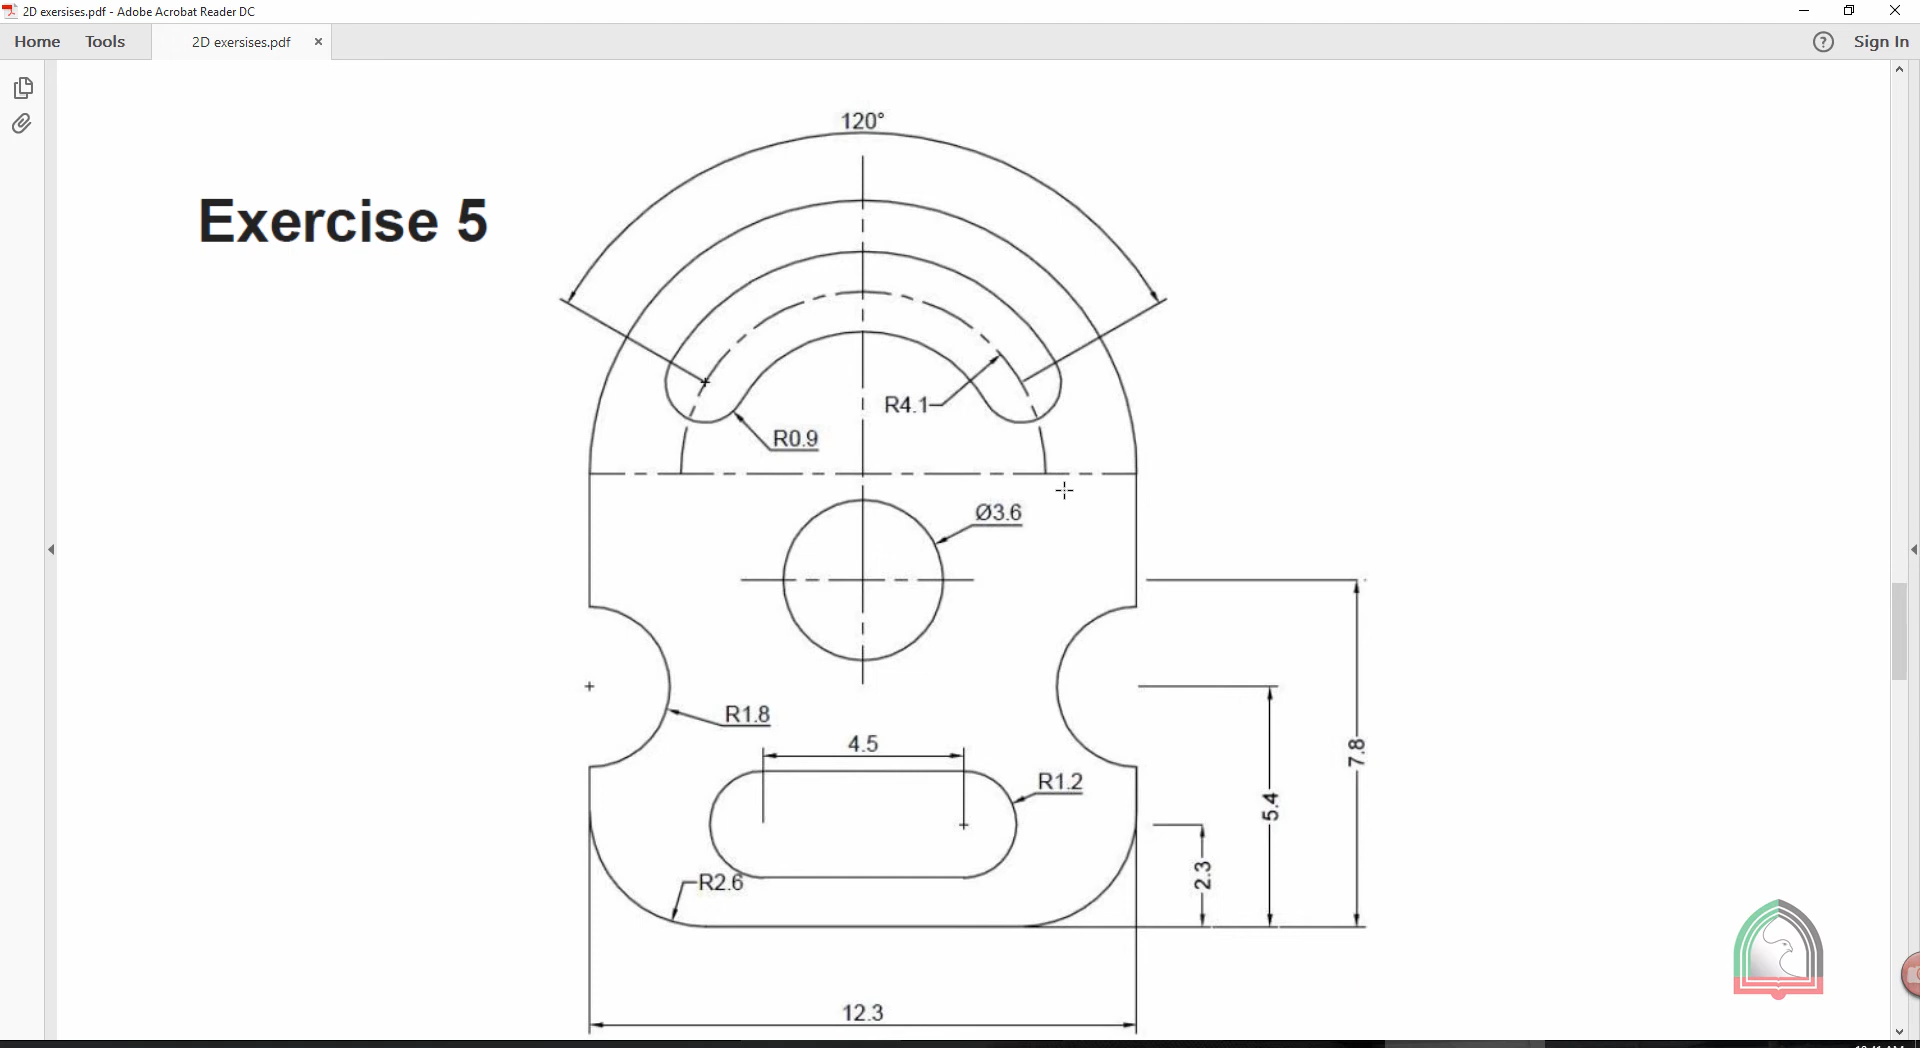 2D exersises.pdf - Adobe Acrobat Reader DC
Home Tools 2D exersises.pdf × ? Sign In
120°
Exercise 5
R4.1
R0.9
Ø3.6
R1.8
4.5
R1.2
7.8
5.4
2.3
R2.6
12.3